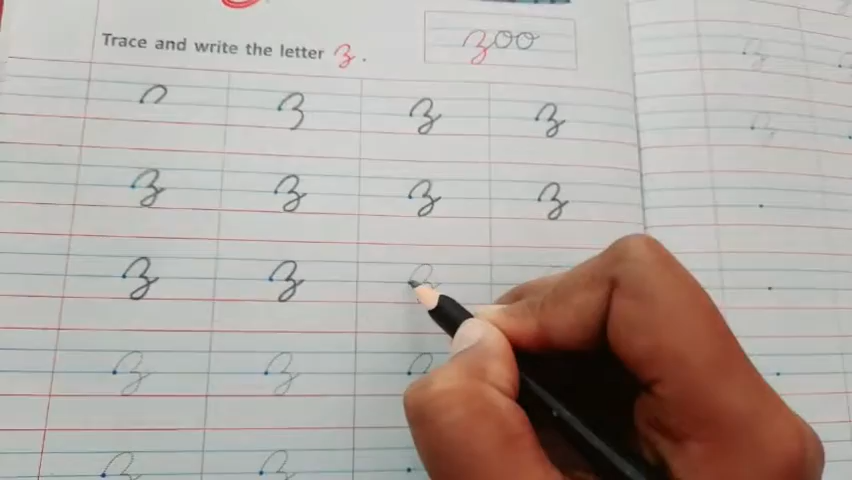 Trace and write the letter z.
zoo
z z z
z z z z
z z z
z z